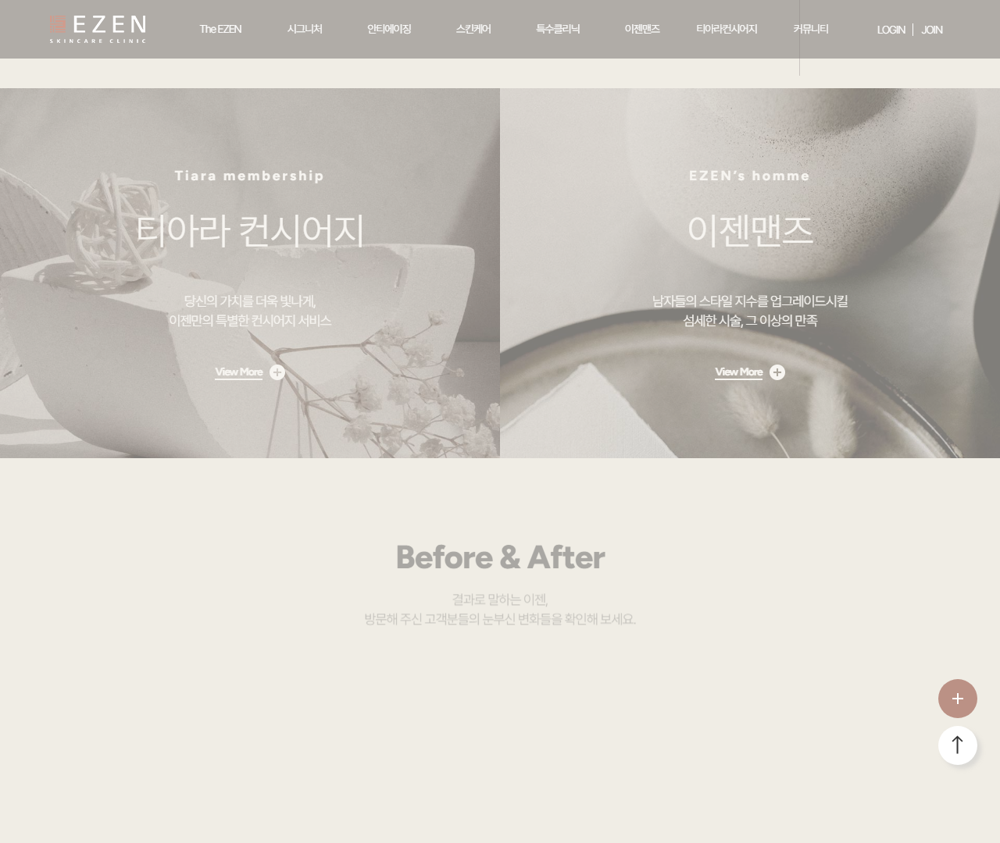 EZEN
SKINCARE CLINIC
The EZEN
시그니처
안티에이징
스킨케어
특수클리닉
이젠맨즈
티아라컨시어지
커뮤니티
LOGIN
JOIN
Tiara membership
티아라 컨시어지
당신의 가치를 더욱 빛나게,
이젠만의 특별한 컨시어지 서비스
View More
EZEN’s homme
이젠맨즈
남자들의 스타일 지수를 업그레이드시킬
섬세한 시술, 그 이상의 만족
View More
Before & After
결과로 말하는 이젠,
방문해 주신 고객분들의 눈부신 변화들을 확인해 보세요.